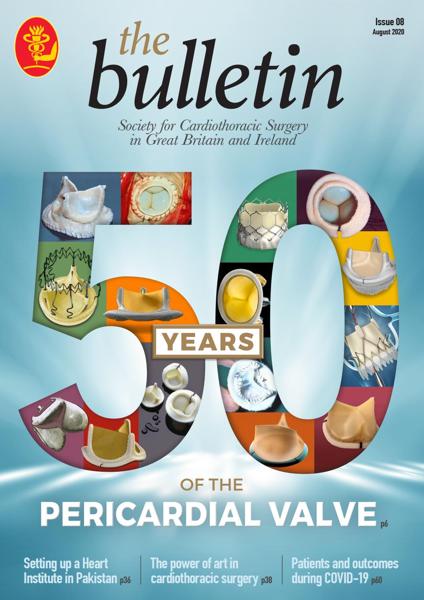 Issue 08
August 2020
the
bulletin
Society for Cardiothoracic Surgery
in Great Britain and Ireland
50
YEARS
OF THE
PERICARDIAL VALVE p6
Setting up a Heart
Institute in Pakistan p36
The power of art in
cardiothoracic surgery p38
Patients and outcomes
during COVID-19 p60